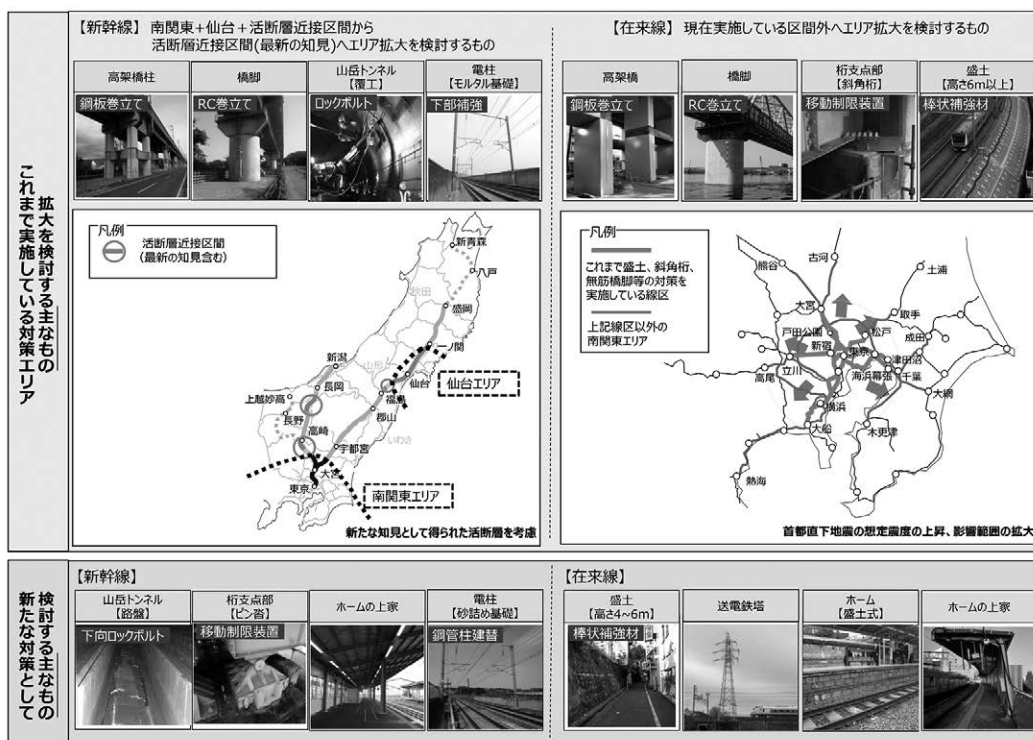 これまで実施している対策エリア
拡大を検討する主なもの
【新幹線】 南関東+仙台+活断層近接区間から
活断層近接区間(最新の知見)へエリア拡大を検討するもの
高架橋柱
鋼板巻立て
橋脚
RC巻立て
山岳トンネル
【覆工】
ロックボルト
電柱
【モルタル基礎】
下部補強
凡例
活断層近接区間
(最新の知見含む)
新青森
八戸
秋田
盛岡
一ノ関
山形
仙台
仙台エリア
新潟
福島
長岡
上越妙高
郡山
長野
いわき
高崎
宇都宮
大宮
東京
南関東エリア
新たな知見として得られた活断層を考慮
【在来線】 現在実施している区間外へエリア拡大を検討するもの
高架橋
鋼板巻立て
橋脚
RC巻立て
桁支点部
【斜角桁】
移動制限装置
盛土
【高さ6m以上】
棒状補強材
凡例
これまで盛土、斜角桁、
無筋橋脚等の対策を
実施している線区
上記線区以外の
南関東エリア
古河
熊谷
土浦
大宮
取手
戸田公園
松戸
成田
新宿
東京
津田沼
立川
高尾
海浜幕張
千葉
大網
横浜
大船
木更津
熱海
首都直下地震の想定震度の上昇、影響範囲の拡大
新たな対策として
検討する主なもの
【新幹線】
山岳トンネル
【路盤】
下向ロックボルト
桁支点部
【ピン沓】
移動制限装置
ホームの上家
電柱
【砂詰め基礎】
鋼管柱建替
【在来線】
盛土
【高さ4~6m】
棒状補強材
送電鉄塔
ホーム
【盛土式】
ホームの上家